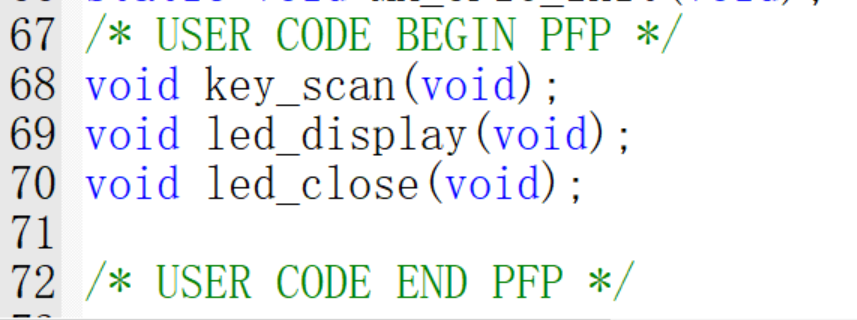 67 /* USER CODE BEGIN PFP */
68 void key_scan(void);
69 void led_display(void);
70 void led_close(void);
71
72 /* USER CODE END PFP */